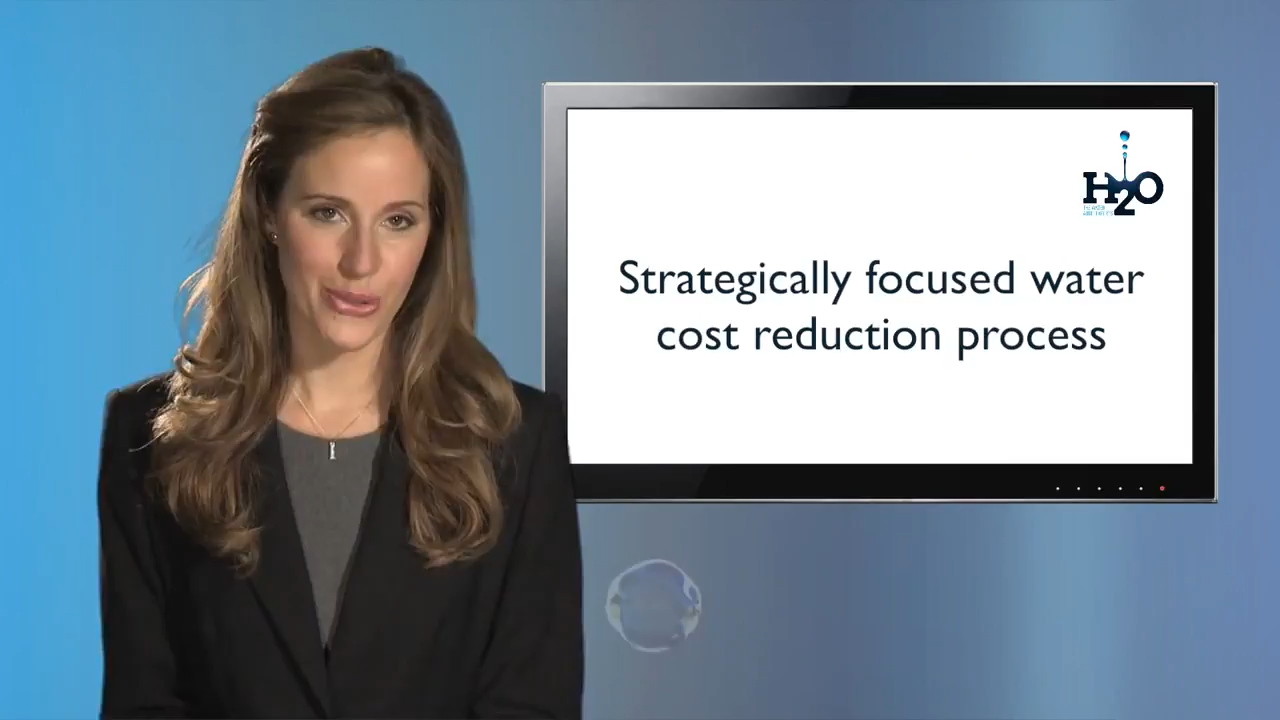 H2O
Strategically focused water
cost reduction process